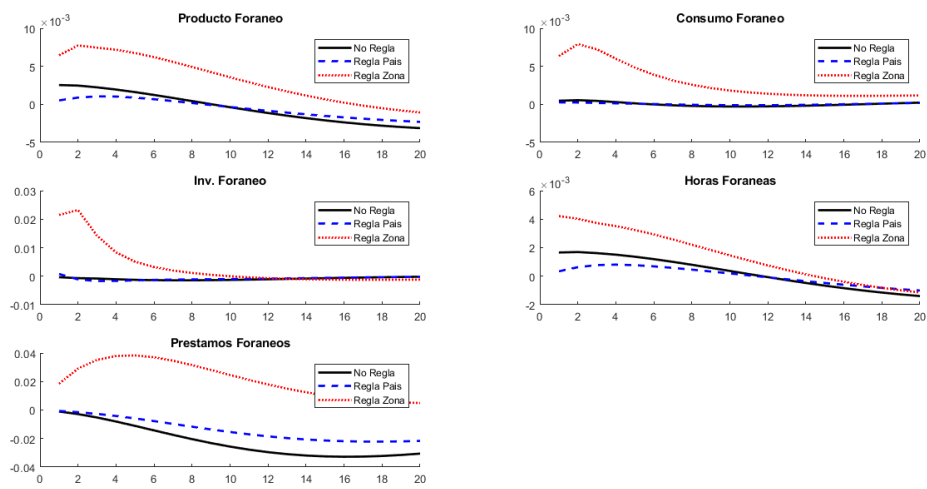 Producto Foraneo
×10⁻³
10
5
0
-5
0 2 4 6 8 10 12 14 16 18 20
No Regla
Regla Pais
Regla Zona
Consumo Foraneo
×10⁻³
10
5
0
-5
0 2 4 6 8 10 12 14 16 18 20
No Regla
Regla Pais
Regla Zona
Inv. Foraneo
0.03
0.02
0.01
0
-0.01
0 2 4 6 8 10 12 14 16 18 20
No Regla
Regla Pais
Regla Zona
Horas Foraneas
×10⁻³
6
4
2
0
-2
0 2 4 6 8 10 12 14 16 18 20
No Regla
Regla Pais
Regla Zona
Prestamos Foraneos
0.04
0.02
0
-0.02
-0.04
0 2 4 6 8 10 12 14 16 18 20
No Regla
Regla Pais
Regla Zona